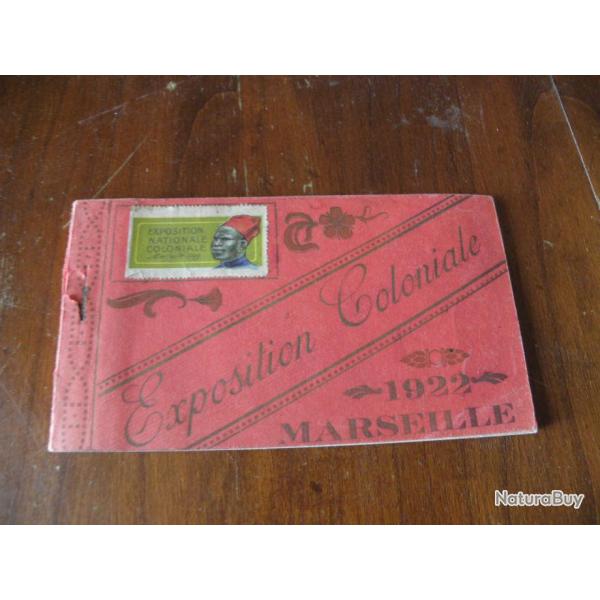 EXPOSITION
NATIONALE
COLONIALE
Exposition Coloniale
1922
MARSEILLE
NaturaBuy